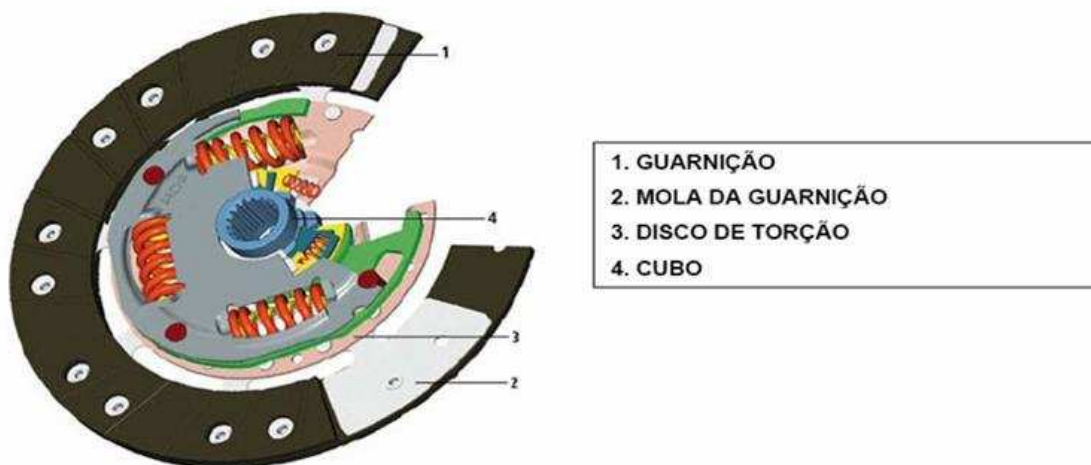 1
4
3
2
1. GUARNIÇÃO
2. MOLA DA GUARNIÇÃO
3. DISCO DE TORÇÃO
4. CUBO